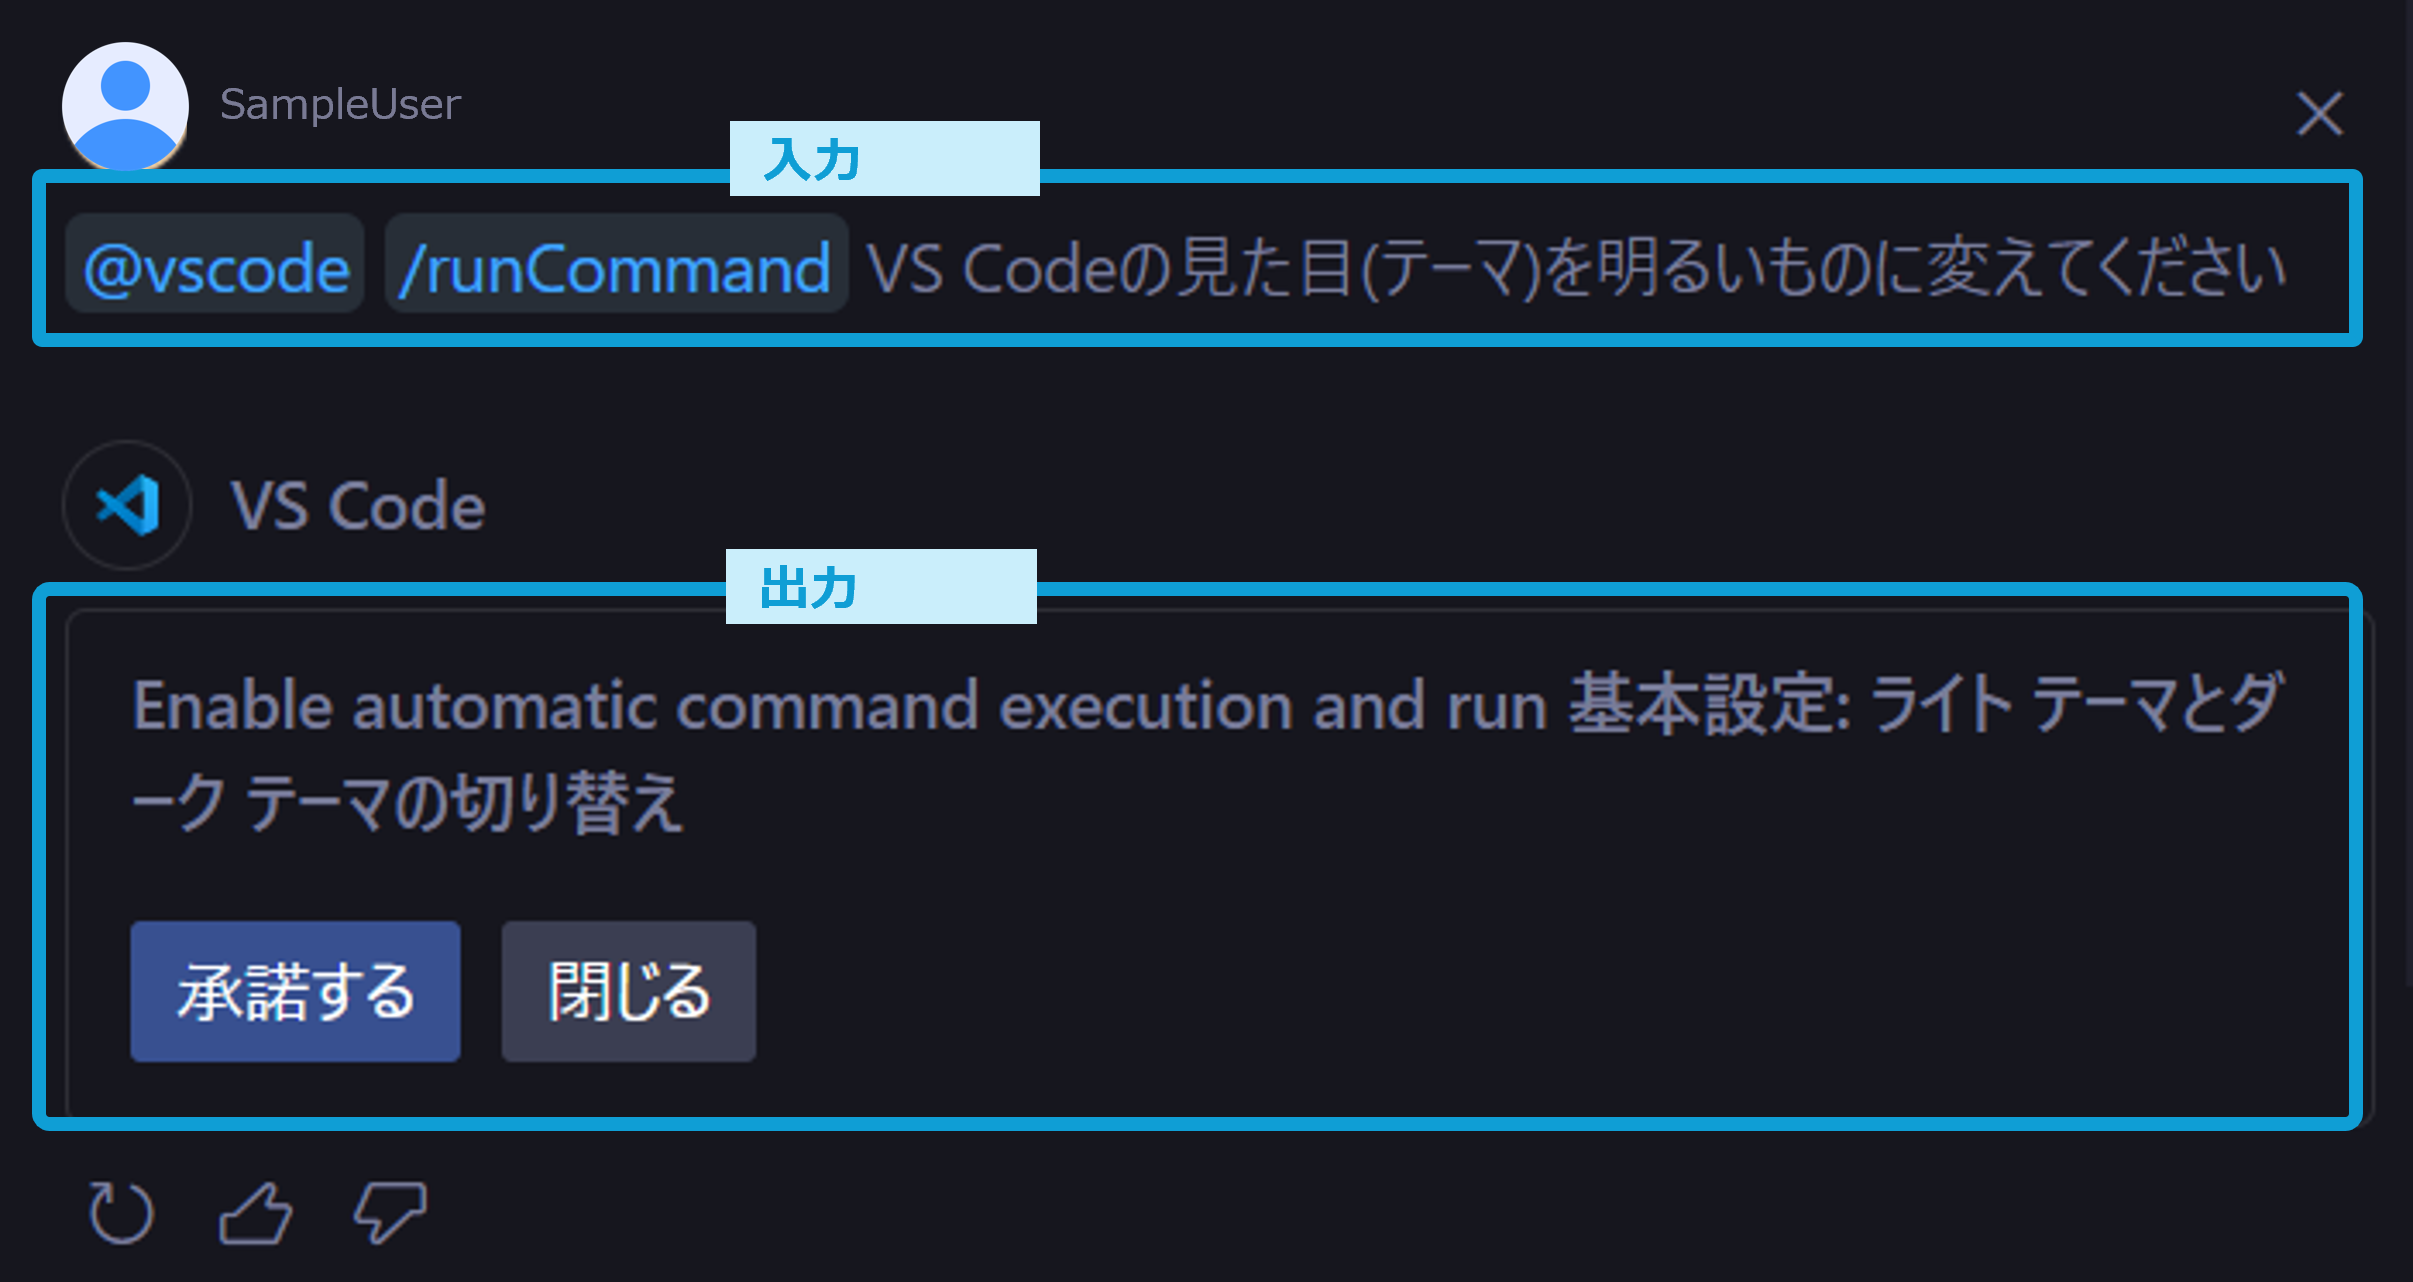 SampleUser
入力
@vscode /runCommand VS Codeの見た目(テーマ)を明るいものに変えてください
VS Code
出力
Enable automatic command execution and run 基本設定: ライト テーマとダ
ーク テーマの切り替え
承諾する 閉じる